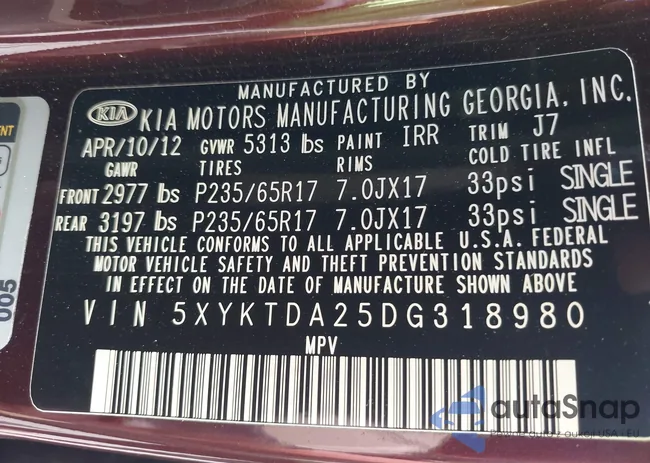 MANUFACTURED BY
KIA KIA MOTORS MANUFACTURING GEORGIA, INC.
APR/10/12 GVWR 5313 lbs PAINT IRR TRIM J7
GAWR TIRES RIMS COLD TIRE INFL
FRONT 2977 lbs P235/65R17 7.0JX17 33psi SINGLE
REAR 3197 lbs P235/65R17 7.0JX17 33psi SINGLE
THIS VEHICLE CONFORMS TO ALL APPLICABLE U.S.A. FEDERAL
MOTOR VEHICLE SAFETY AND THEFT PREVENTION STANDARDS
IN EFFECT ON THE DATE OF MANUFACTURE SHOWN ABOVE
VIN 5XYKTDA25DG318980
MPV
005
autoSnap